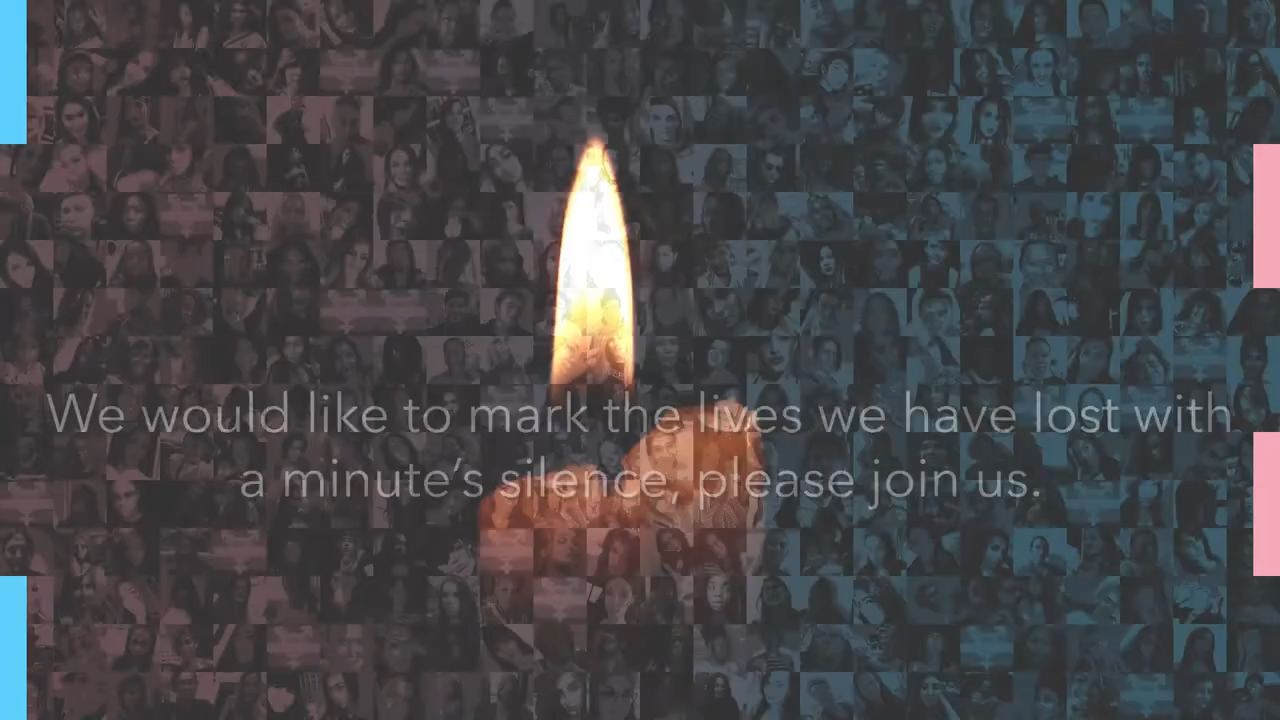 We would like to mark the lives we have lost with
a minute’s silence, please join us.